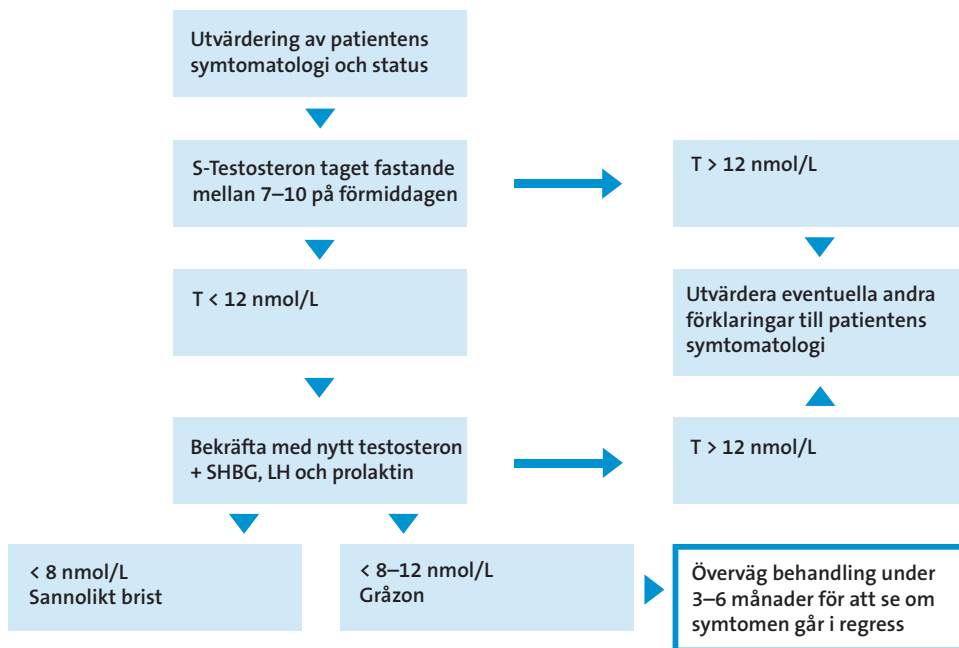 Utvärdering av patientens
symtomatologi och status
S-Testosteron taget fastande
mellan 7–10 på förmiddagen
T > 12 nmol/L
T < 12 nmol/L
Utvärdera eventuella andra
förklaringar till patientens
symtomatologi
Bekräfta med nytt testosteron
+ SHBG, LH och prolaktin
T > 12 nmol/L
< 8 nmol/L
Sannolikt brist
< 8–12 nmol/L
Gråzon
Överväg behandling under
3–6 månader för att se om
symtomen går i regress